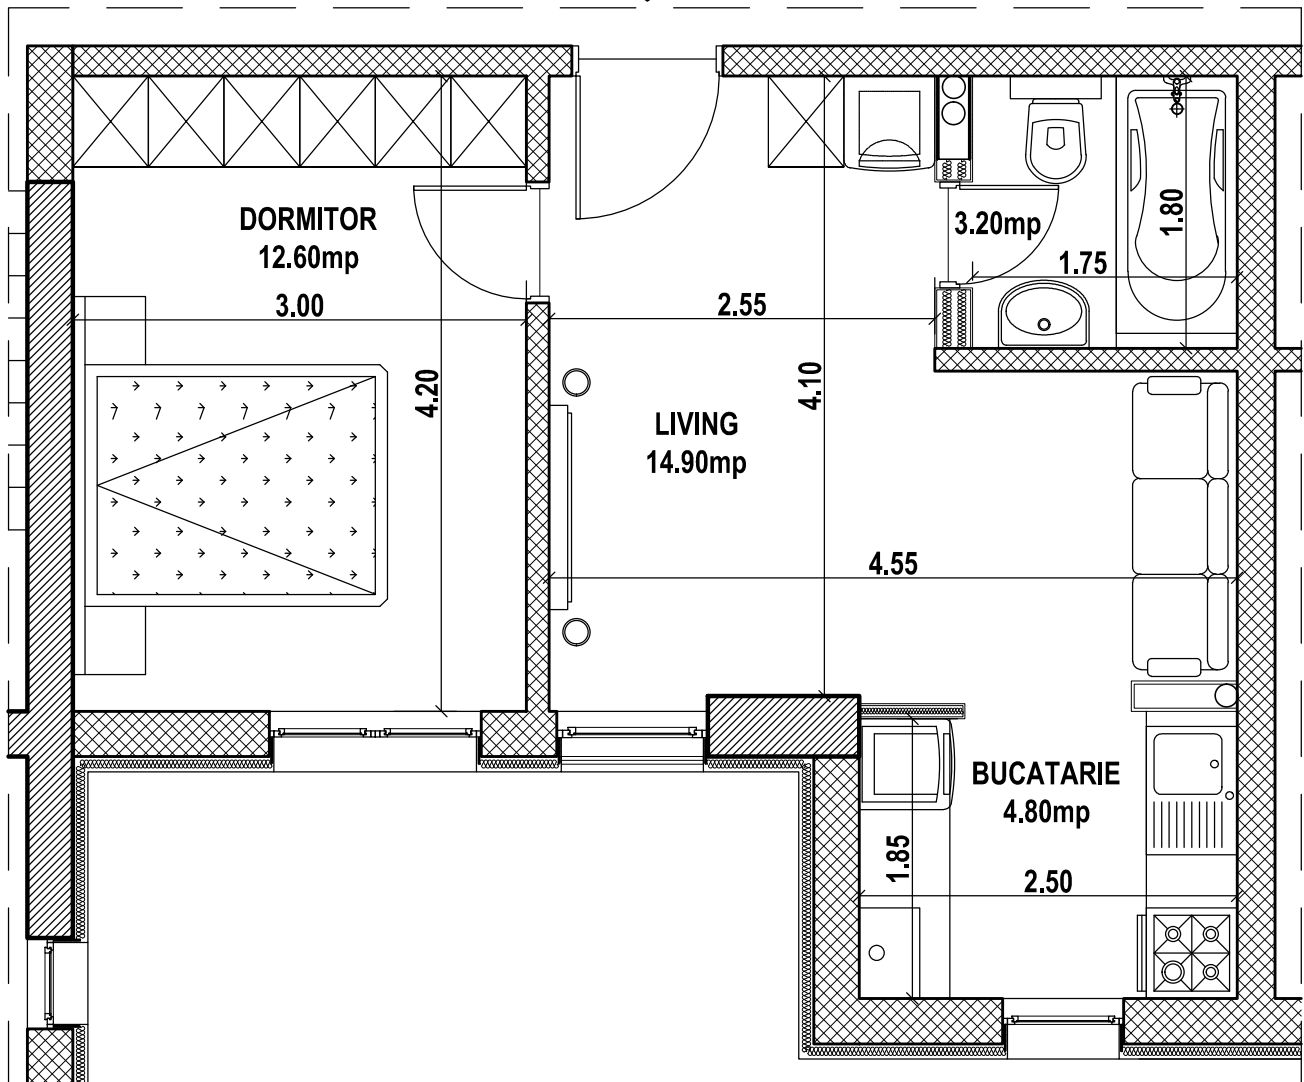 DORMITOR
12.60mp
3.00
4.20
2.55
4.10
3.20mp
1.75
1.80
LIVING
14.90mp
4.55
BUCATARIE
4.80mp
1.85
2.50